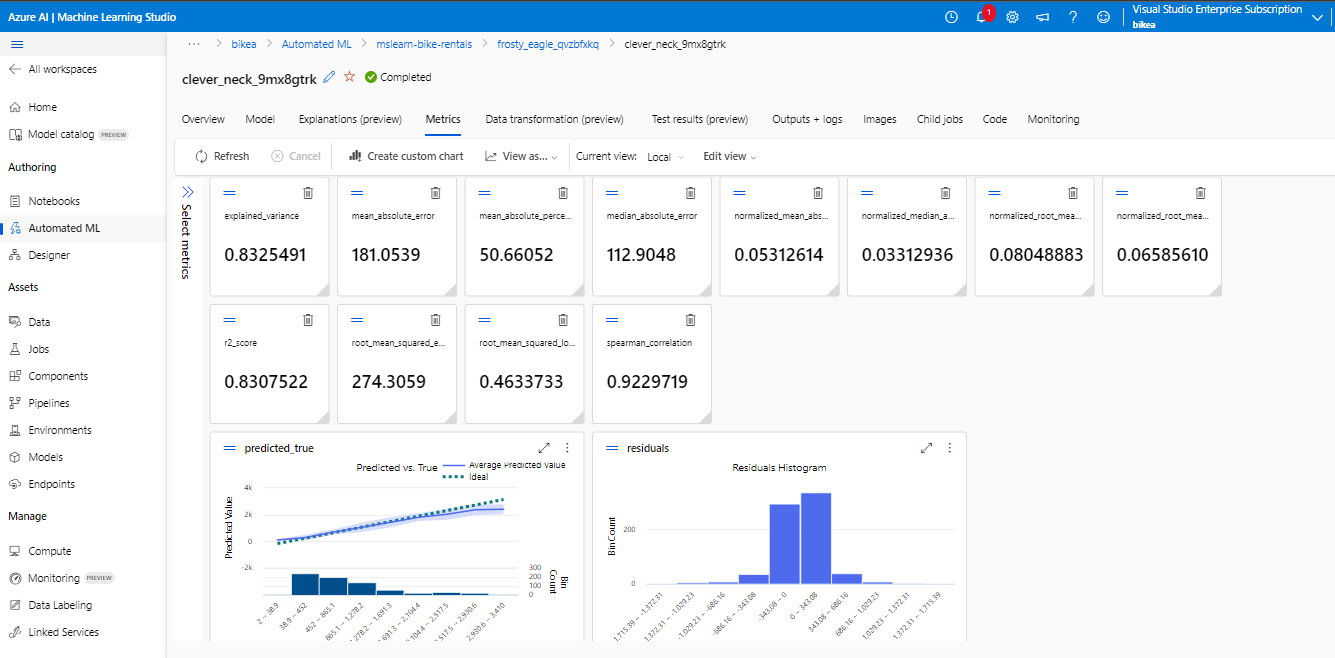 Azure AI | Machine Learning Studio
1
Visual Studio Enterprise Subscription
bikea
All workspaces
Home
Model catalog PREVIEW
Authoring
Notebooks
Automated ML
Designer
Assets
Data
Jobs
Components
Pipelines
Environments
Models
Endpoints
Manage
Compute
Monitoring PREVIEW
Data Labeling
Linked Services
··· > bikea > Automated ML > mslearn-bike-rentals > frosty_eagle_qvzbfxkq > clever_neck_9mx8gtrk
clever_neck_9mx8gtrk Completed
Overview Model Explanations (preview) Metrics Data transformation (preview) Test results (preview) Outputs + logs Images Child jobs Code Monitoring
Refresh Cancel Create custom chart View as... Current view: Local Edit view
Select metrics
explained_variance mean_absolute_error mean_absolute_perce... median_absolute_error normalized_mean_abs... normalized_median_a... normalized_root_mea... normalized_root_mea...
0.8325491 181.0539 50.66052 112.9048 0.05312614 0.03312936 0.08048883 0.06585610
r2_score root_mean_squared_e... root_mean_squared_lo... spearman_correlation
0.8307522 274.3059 0.4633733 0.9229719
predicted_true
Predicted vs. True
Average Predicted Value
Ideal
Predicted Value
4k
2k
0
-2k
300
200
100
0
Bin
Count
2 – 38.9
38.9 – 452
452 – 865.1
865.1 – 1,278.2
1,278.2 – 1,691.3
1,691.3 – 2,104.4
2,104.4 – 2,517.5
2,517.5 – 2,930.6
2,930.6 – 3,410
residuals
Residuals Histogram
Bin Count
200
0
1,715.39 – -1,372.31
1,372.31 – -1,029.23
-1,029.23 – -686.16
-686.16 – -343.08
-343.08 – 0
0 – 343.08
343.08 – 686.16
686.16 – 1,029.23
1,029.23 – 1,372.31
1,372.31 – 1,715.39